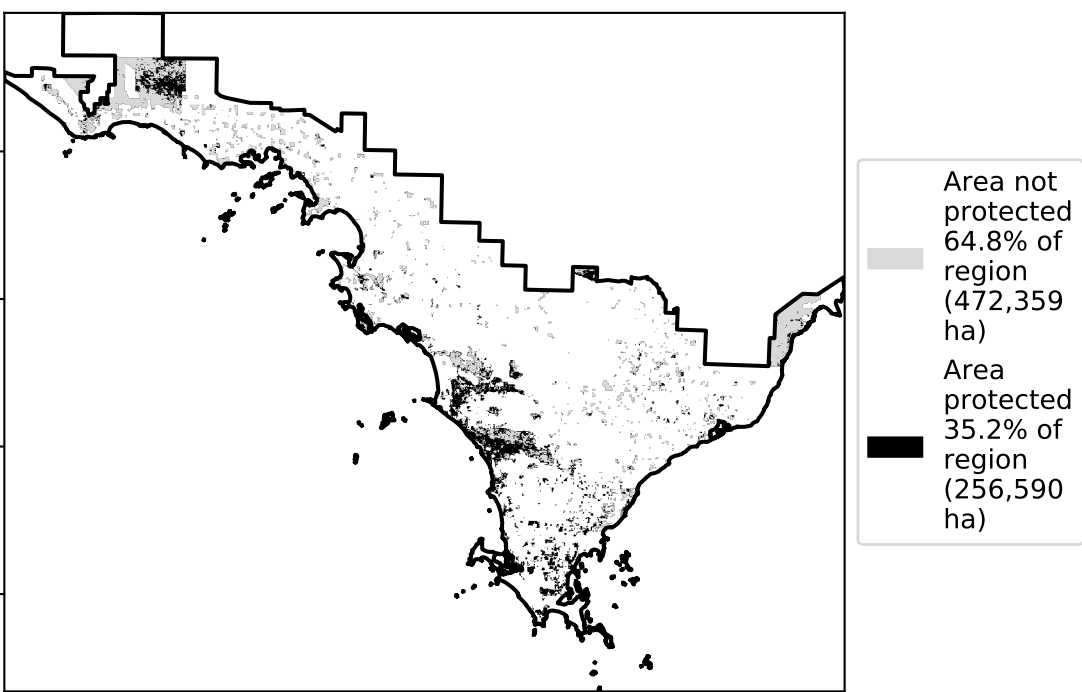 Area not
protected
64.8% of
region
(472,359
ha)
Area
protected
35.2% of
region
(256,590
ha)